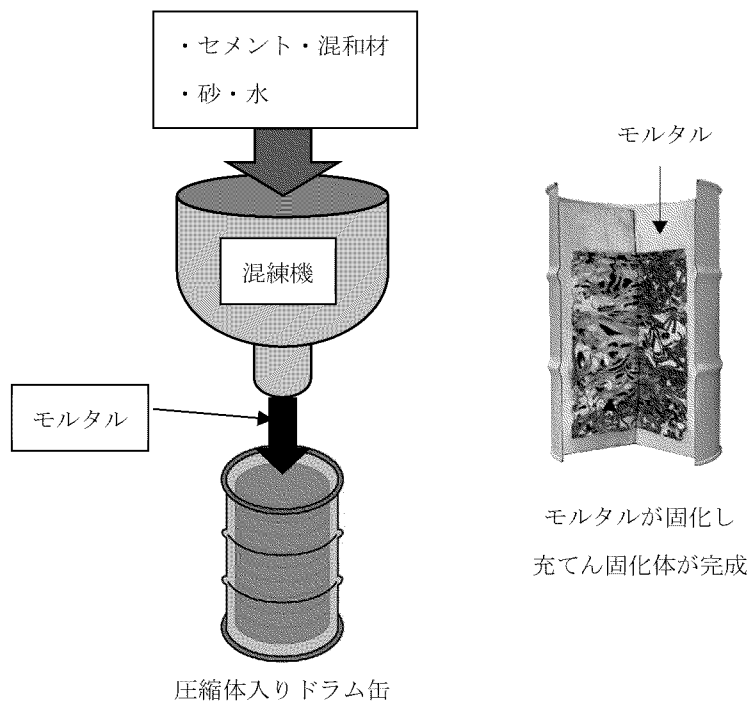 ・セメント・混和材
・砂・水
混練機
モルタル
圧縮体入りドラム缶
モルタル
モルタルが固化し
充てん固化体が完成